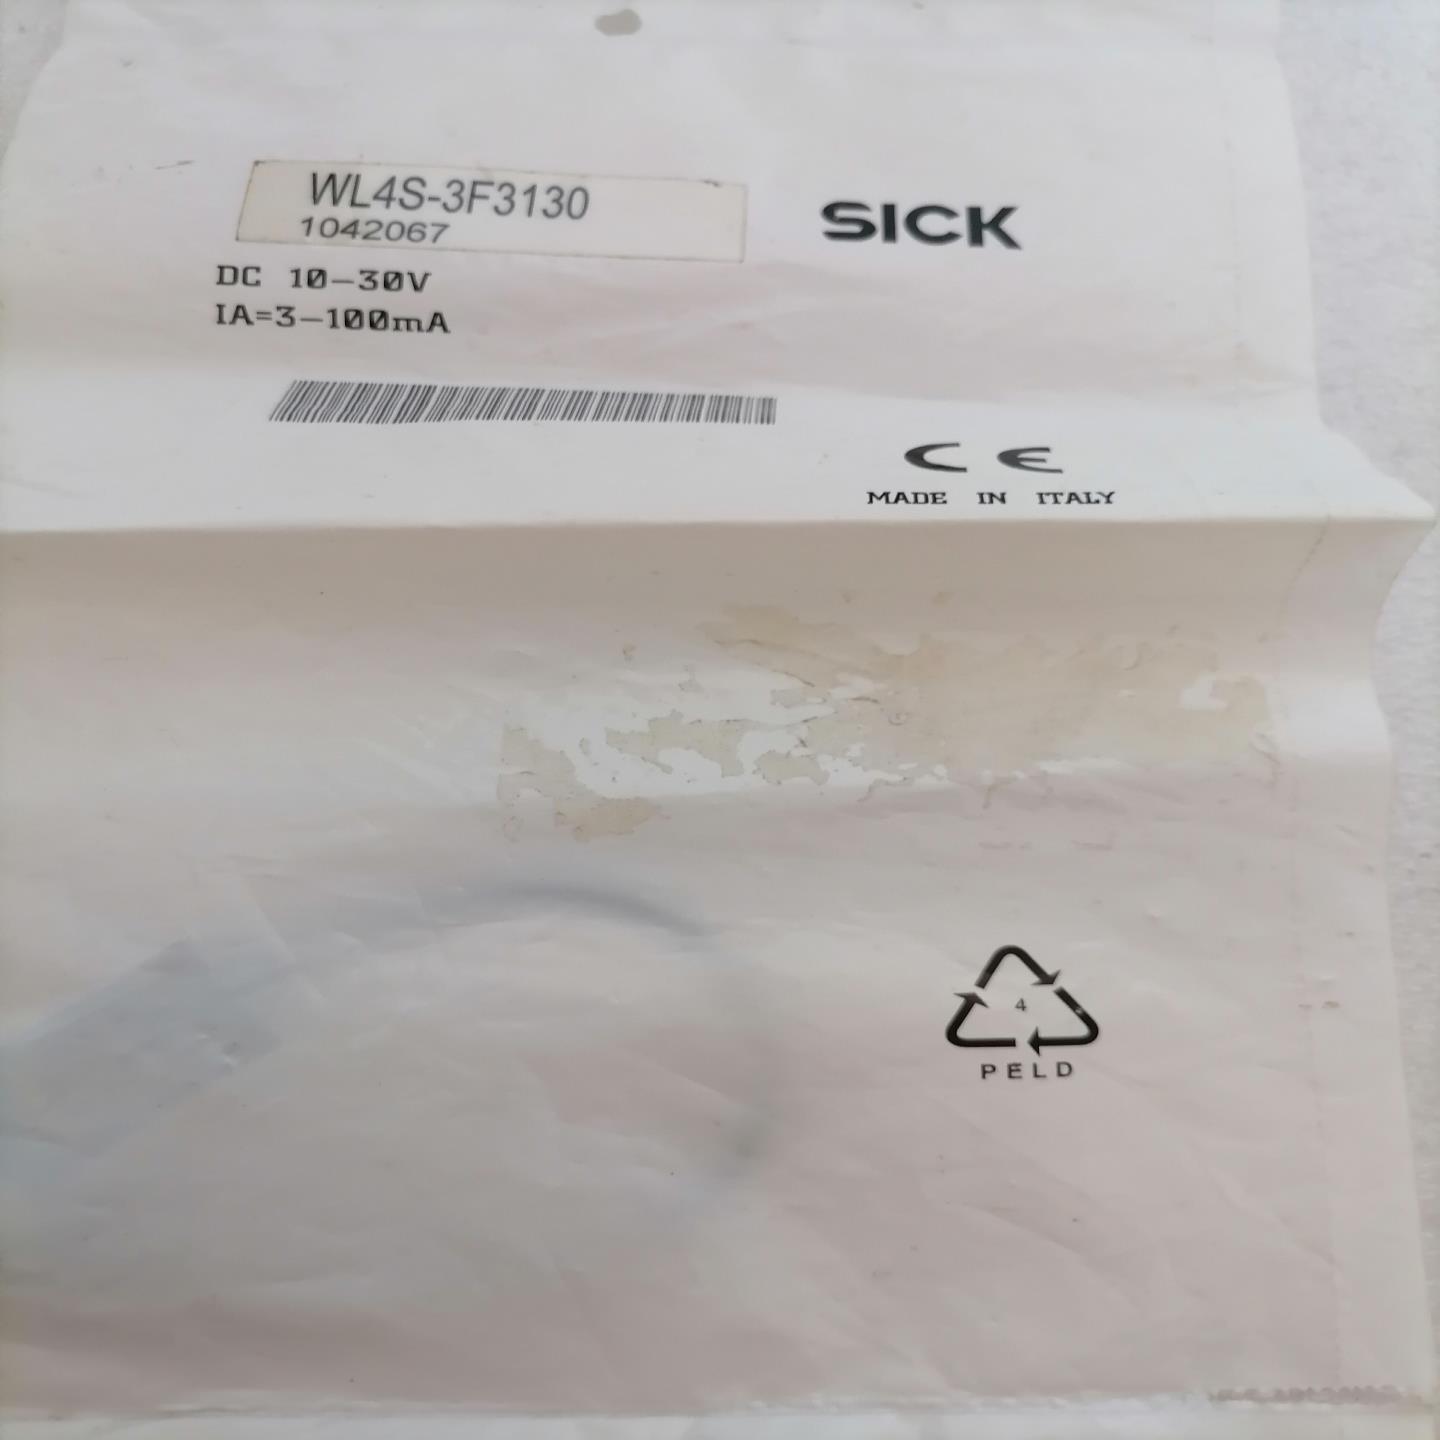 WL4S-3F3130
1042067
SICK
DC 10-30V
IA=3-100mA
CE
MADE IN ITALY
4
PELD